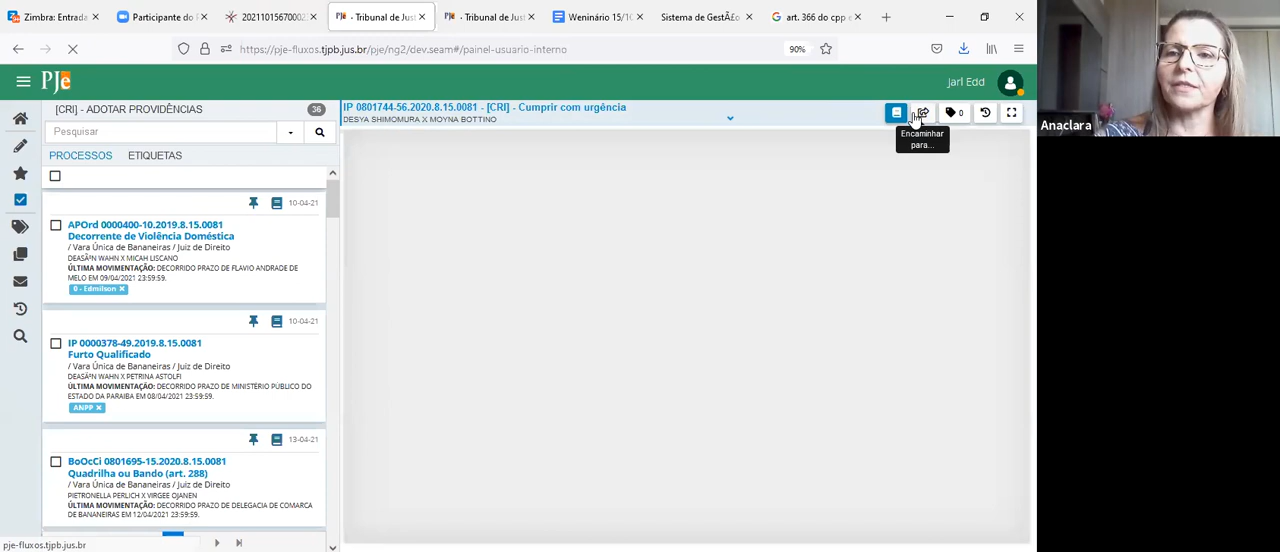 Zimbra: Entrada
Participante do F
202110156700023
Tribunal de Just
Tribunal de Just
Weninário 15/10
Sistema de GestÃ£o
art. 366 do cpp e
https://pje-fluxos.tjpb.jus.br/pje/ng2/dev.seam#/painel-usuario-interno
90%
PJe
Jarl Edd
[CRI] - ADOTAR PROVIDÊNCIAS
36
Pesquisar
PROCESSOS
ETIQUETAS
10-04-21
APOrd 0000400-10.2019.8.15.0081
Decorrente de Violência Doméstica
/ Vara Única de Bananeiras / Juiz de Direito
DEASÃªN WAHN X MICAH LISCANO
ÚLTIMA MOVIMENTAÇÃO: DECORRIDO PRAZO DE FLAVIO ANDRADE DE
MELO EM 09/04/2021 23:59:59.
0 - Edmilson
10-04-21
IP 0000378-49.2019.8.15.0081
Furto Qualificado
/ Vara Única de Bananeiras / Juiz de Direito
DEASÃªN WAHN X PETRINA ASTOLFI
ÚLTIMA MOVIMENTAÇÃO: DECORRIDO PRAZO DE MINISTÉRIO PÚBLICO DO
ESTADO DA PARAIBA EM 08/04/2021 23:59:59.
ANPP
13-04-21
BoOcCi 0801695-15.2020.8.15.0081
Quadrilha ou Bando (art. 288)
/ Vara Única de Bananeiras / Juiz de Direito
PIETRONELLA PERLICH X VIRGEE OJANEN
ÚLTIMA MOVIMENTAÇÃO: DECORRIDO PRAZO DE DELEGACIA DE COMARCA
DE BANANEIRAS EM 12/04/2021 23:59:59.
pje-fluxos.tjpb.jus.br
IP 0801744-56.2020.8.15.0081 - [CRI] - Cumprir com urgência
DESYA SHIMOMURA X MOYNA BOTTINO
0
Encaminhar
para...
Anaclara